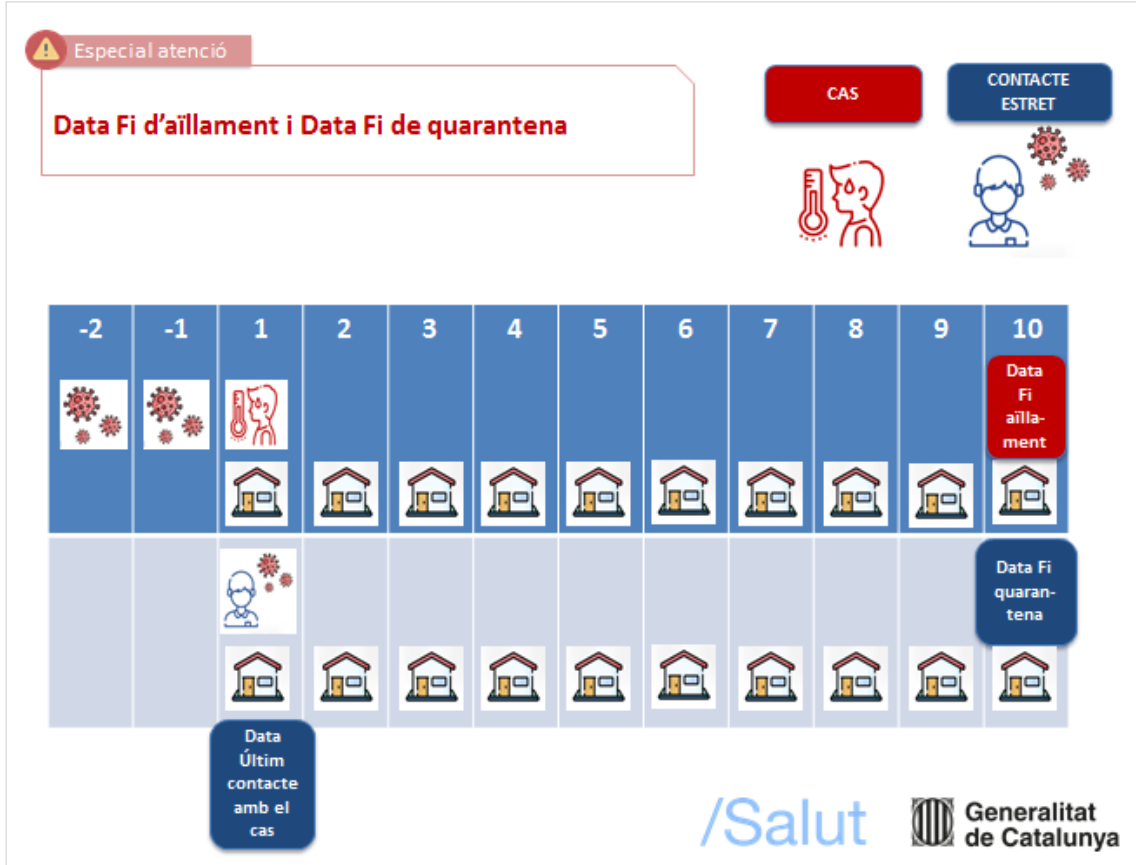 Especial atenció
Data Fi d'aïllament i Data Fi de quarantena
CAS
CONTACTE
ESTRET
-2 -1 1 2 3 4 5 6 7 8 9 10
Data
Fi
aïlla-
ment
Data Fi
quaran-
tena
Data
Últim
contacte
amb el
cas
/Salut
Generalitat
de Catalunya